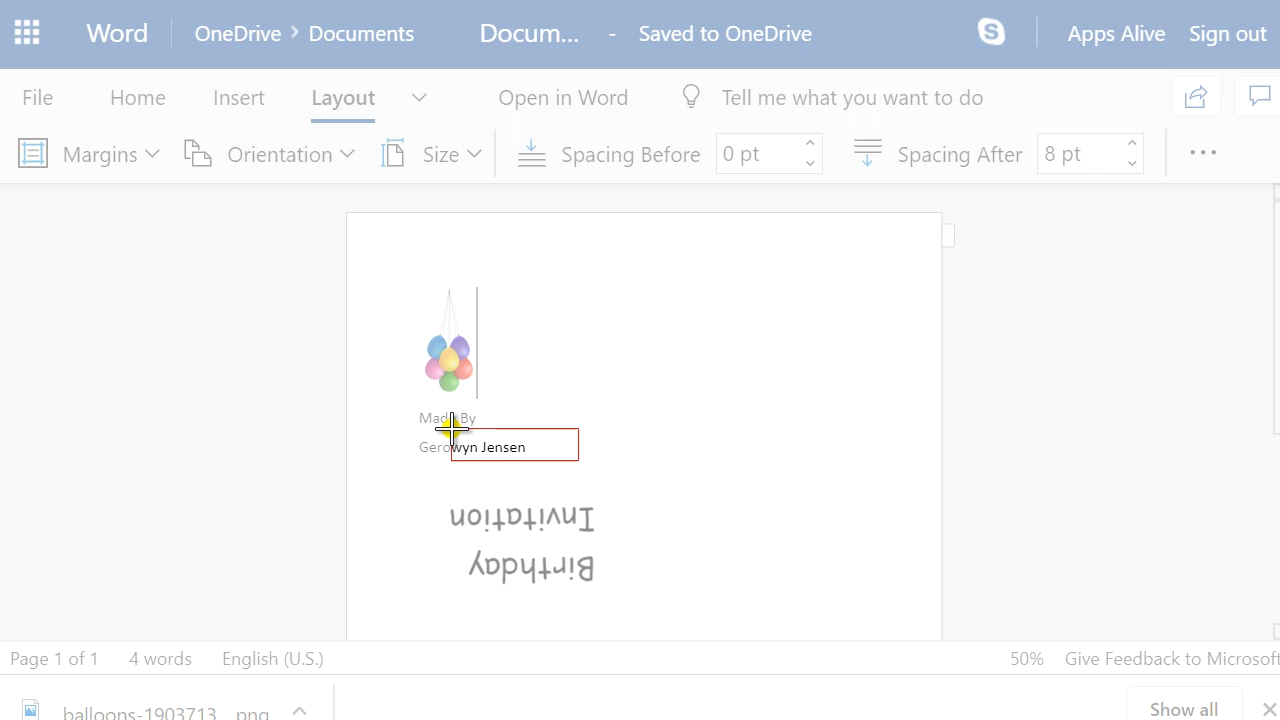 Word OneDrive > Documents Docum... - Saved to OneDrive Apps Alive Sign out
File Home Insert Layout Open in Word Tell me what you want to do
Margins Orientation Size Spacing Before 0 pt Spacing After 8 pt ...
Made By
Gerowyn Jensen
Invitation
Birthday
Page 1 of 1 4 words English (U.S.) 50% Give Feedback to Microsoft
balloons-1903713_.png Show all